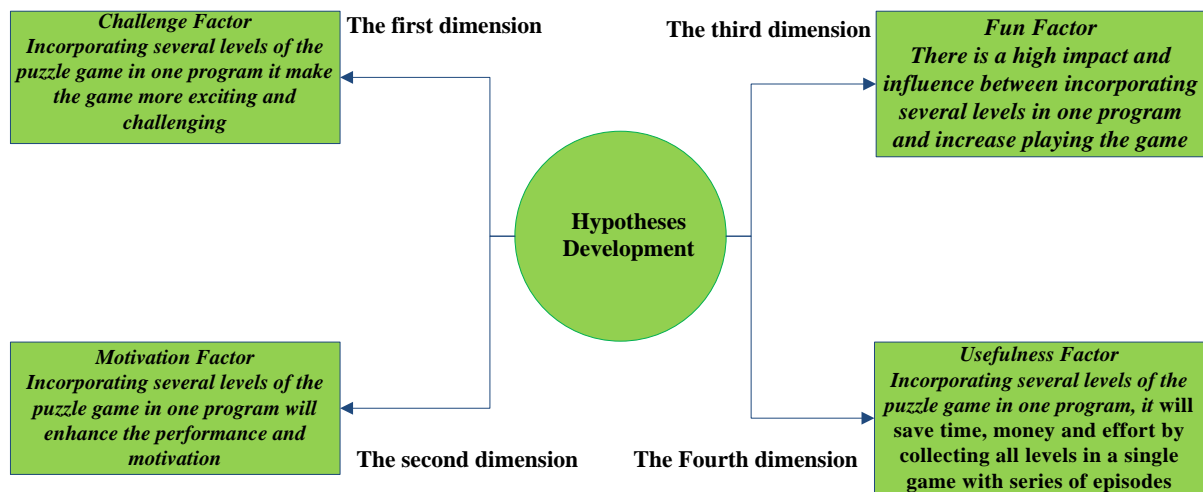 Challenge Factor
Incorporating several levels of the
puzzle game in one program it make
the game more exciting and
challenging
The first dimension
The third dimension
Fun Factor
There is a high impact and
influence between incorporating
several levels in one program
and increase playing the game
Hypotheses
Development
Motivation Factor
Incorporating several levels of the
puzzle game in one program will
enhance the performance and
motivation
The second dimension
The Fourth dimension
Usefulness Factor
Incorporating several levels of the
puzzle game in one program, it will
save time, money and effort by
collecting all levels in a single
game with series of episodes